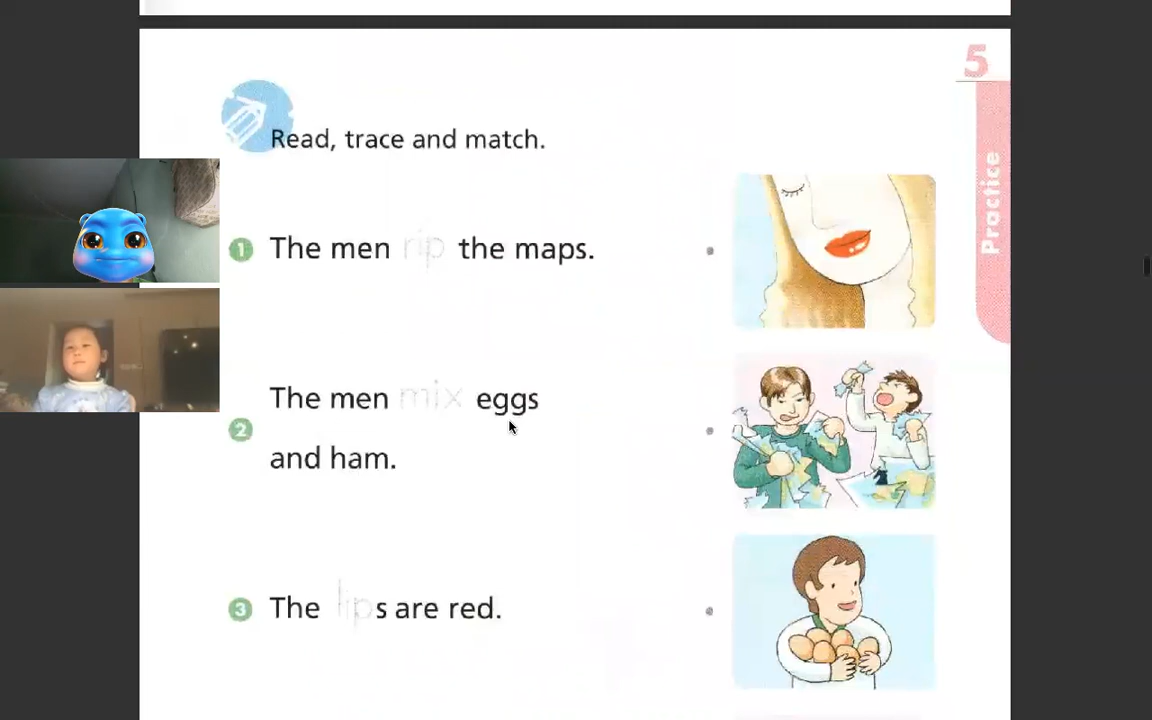 5
Practice
Read, trace and match.
1 The men rip the maps.
2 The men mix eggs
and ham.
3 The lips are red.